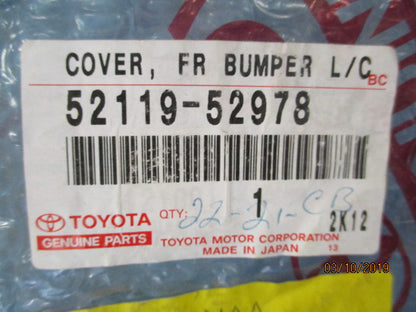 COVER, FR BUMPER L/C BC
52119-52978
QTY: 1
22-21-CB
2K12
TOYOTA
GENUINE PARTS
TOYOTA MOTOR CORPORATION
MADE IN JAPAN 13
03/10/2019